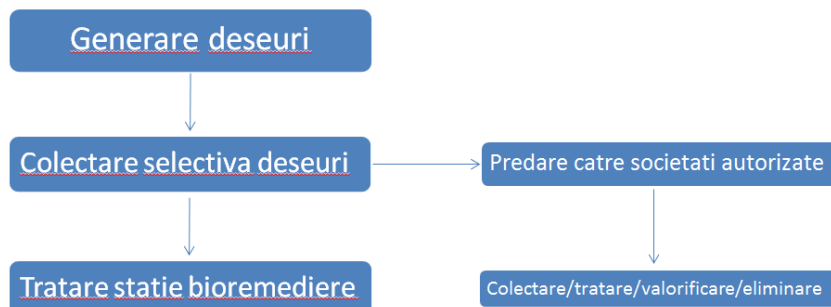 Generare deseuri
Colectare selectiva deseuri
Predare catre societati autorizate
Tratare statie bioremediere
Colectare/tratare/valorificare/eliminare